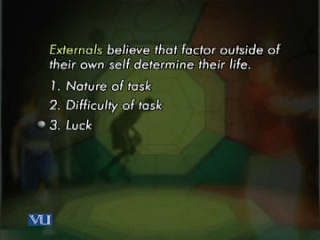 Externals believe that factor outside of
their own self determine their life.
1. Nature of task
2. Difficulty of task
3. Luck
VU